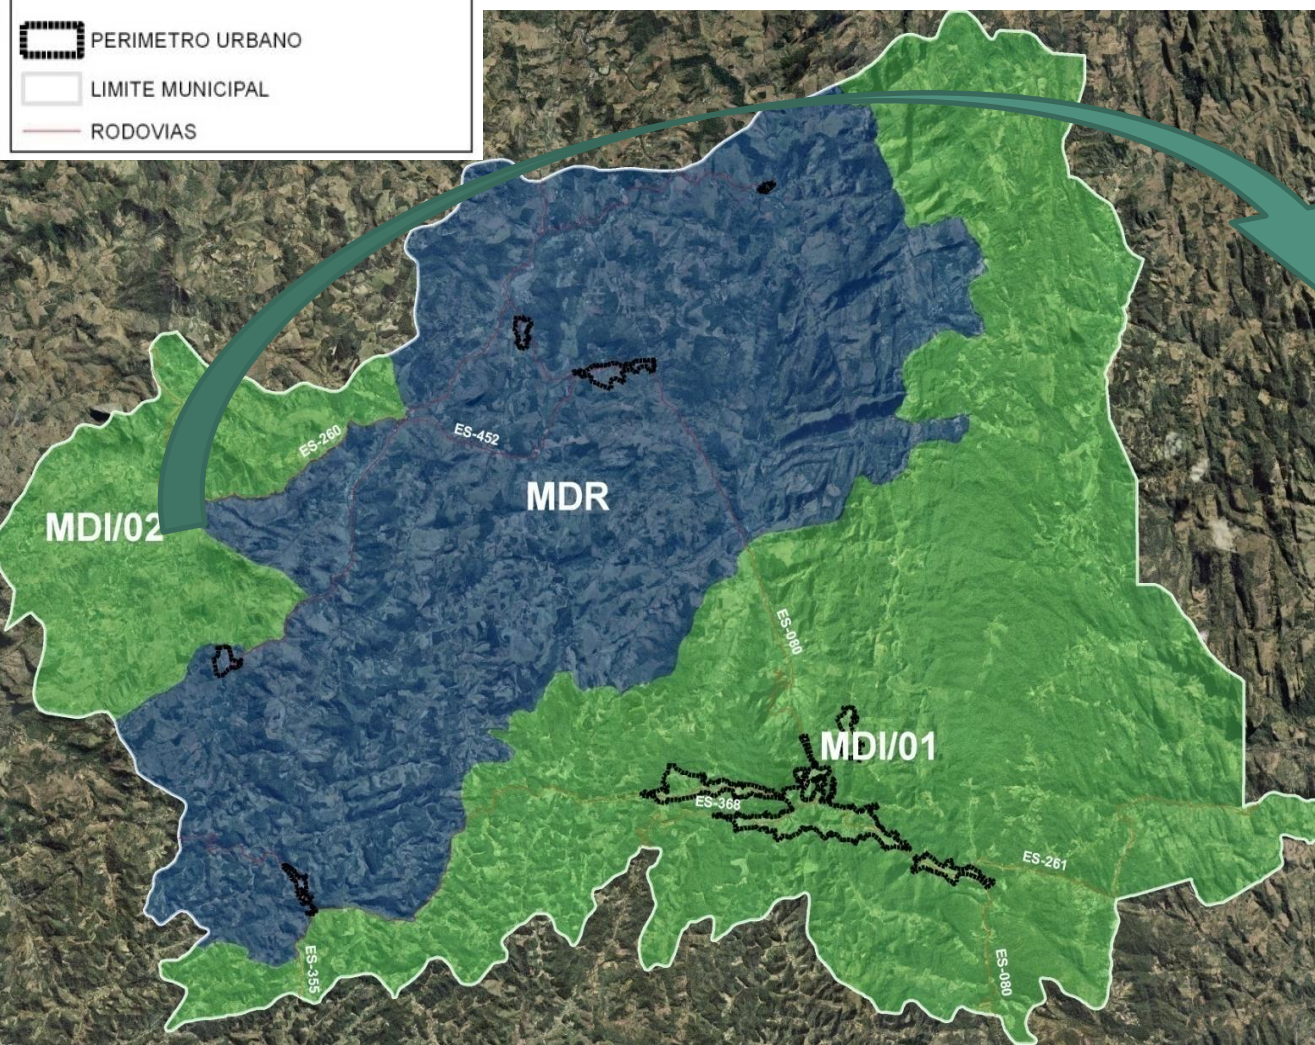 PERIMETRO URBANO
LIMITE MUNICIPAL
RODOVIAS
ES-260
ES-452
MDR
MDI/02
ES-080
MDI/01
ES-368
ES-261
ES-355
ES-080